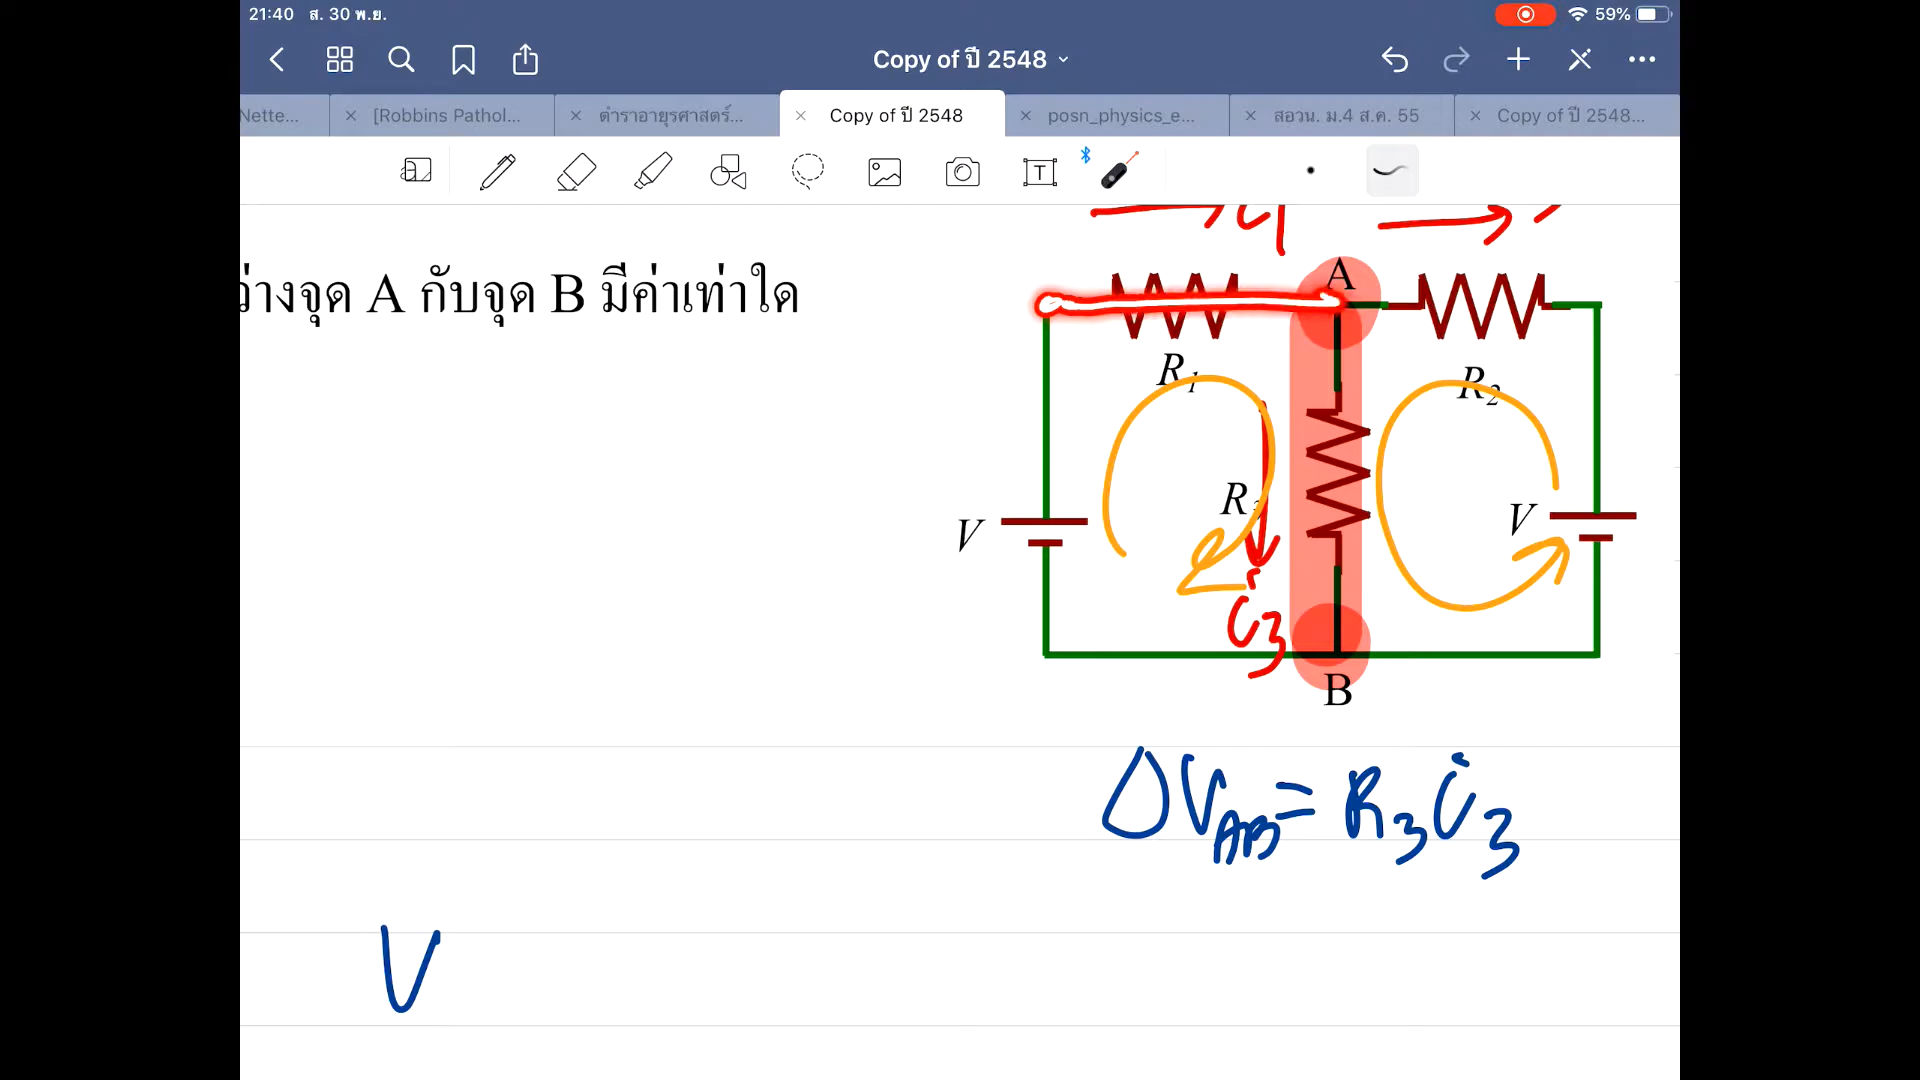 21:40 ส. 30 พ.ย.
59%
Copy of ปี 2548
Nette...
[Robbins Pathol...
ตำราอายุรศาสตร์...
Copy of ปี 2548
posn_physics_e...
สอวน. ม.4 ส.ค. 55
Copy of ปี 2548...
T
ว่างจุด A กับจุด B มีค่าเท่าใด
A
R₁
R₂
R
V
V
i₃
B
ΔV_AB = R₃i₃
V